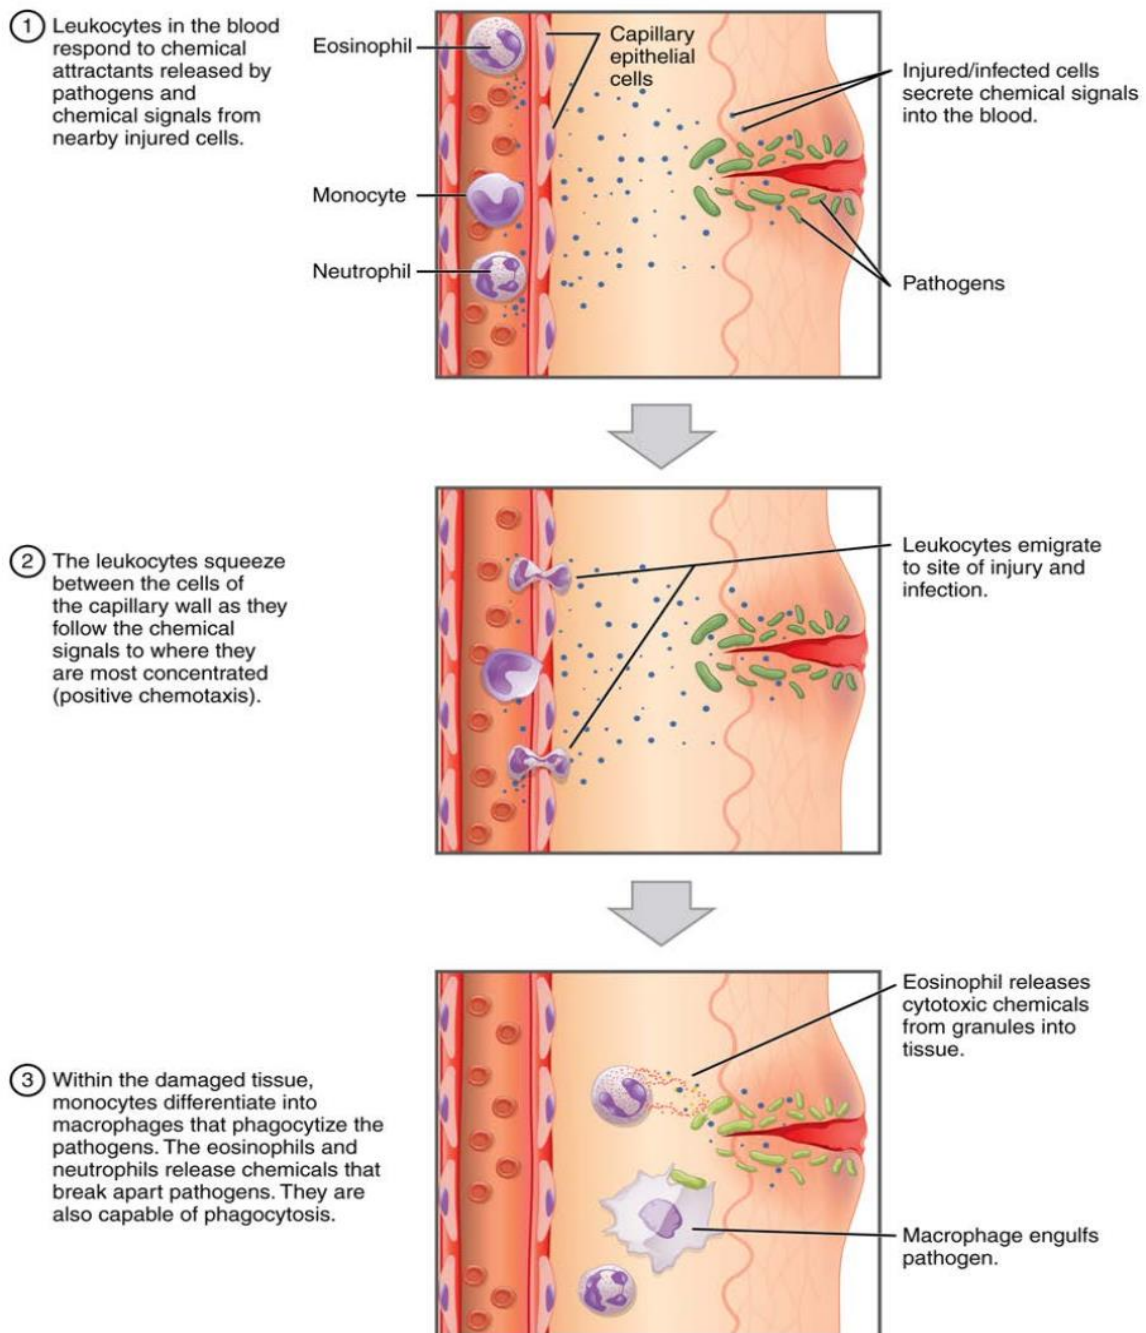 1 Leukocytes in the blood
respond to chemical
attractants released by
pathogens and
chemical signals from
nearby injured cells.
Eosinophil
Monocyte
Neutrophil
Capillary
epithelial
cells
Injured/infected cells
secrete chemical signals
into the blood.
Pathogens
2 The leukocytes squeeze
between the cells of
the capillary wall as they
follow the chemical
signals to where they
are most concentrated
(positive chemotaxis).
Leukocytes emigrate
to site of injury and
infection.
3 Within the damaged tissue,
monocytes differentiate into
macrophages that phagocytize the
pathogens. The eosinophils and
neutrophils release chemicals that
break apart pathogens. They are
also capable of phagocytosis.
Eosinophil releases
cytotoxic chemicals
from granules into
tissue.
Macrophage engulfs
pathogen.